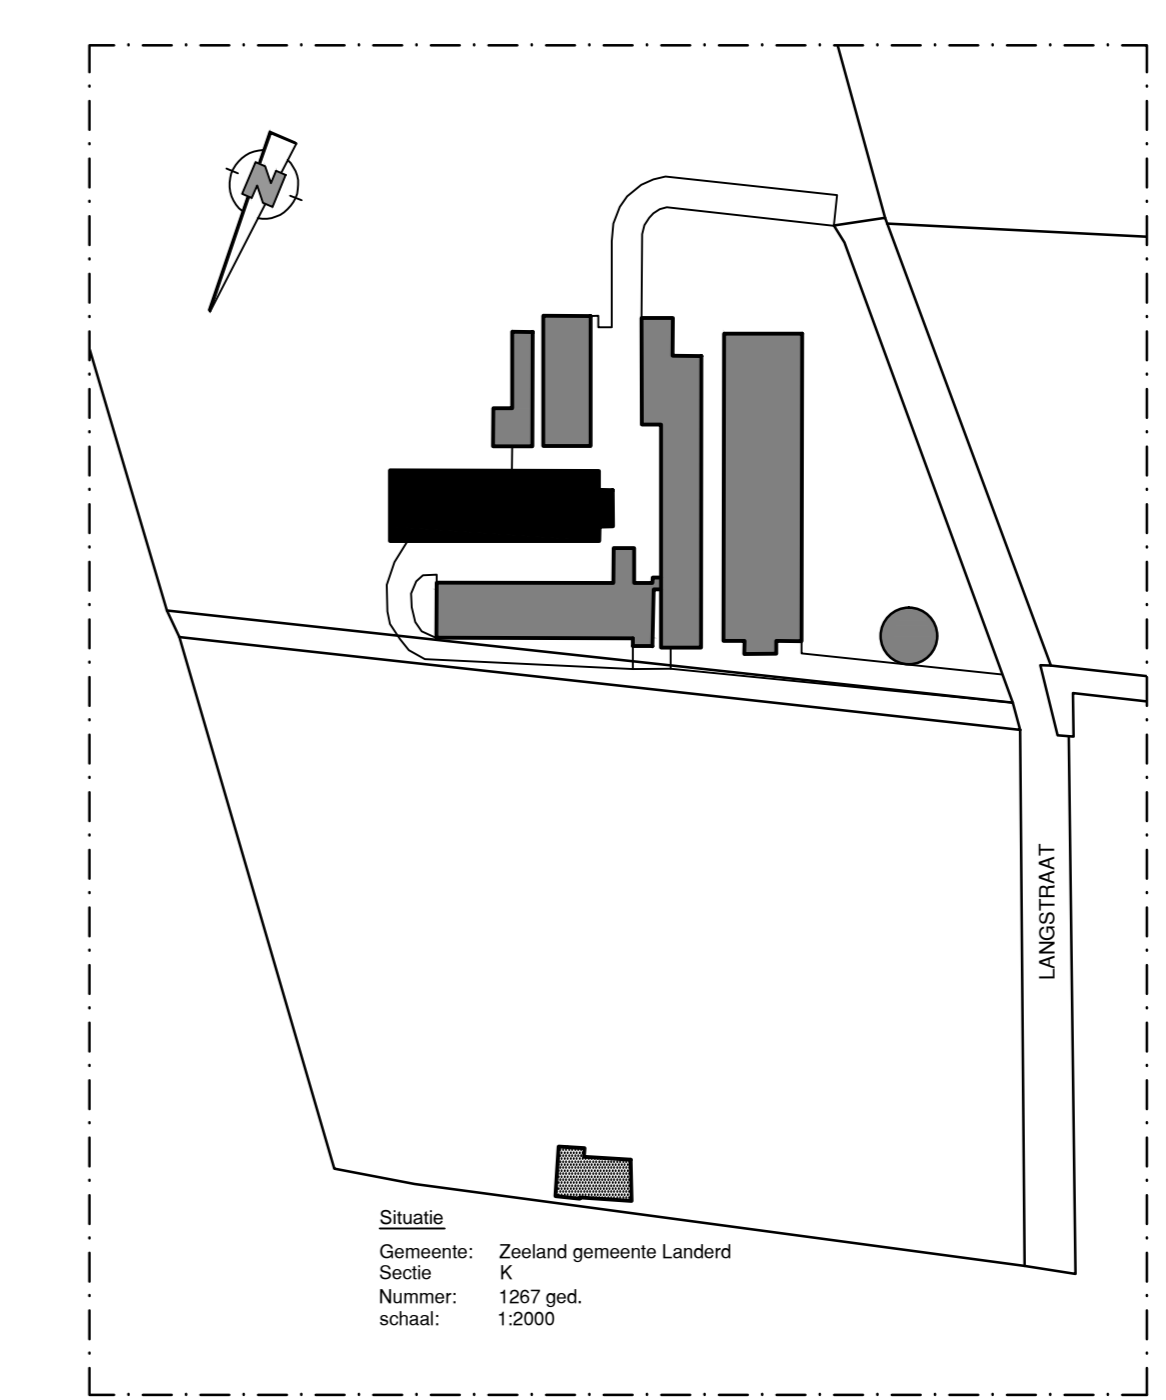 N
LANGSTRAAT
Situatie
Gemeente: Zeeland gemeente Landerd
Sectie K
Nummer: 1267 ged.
schaal: 1:2000